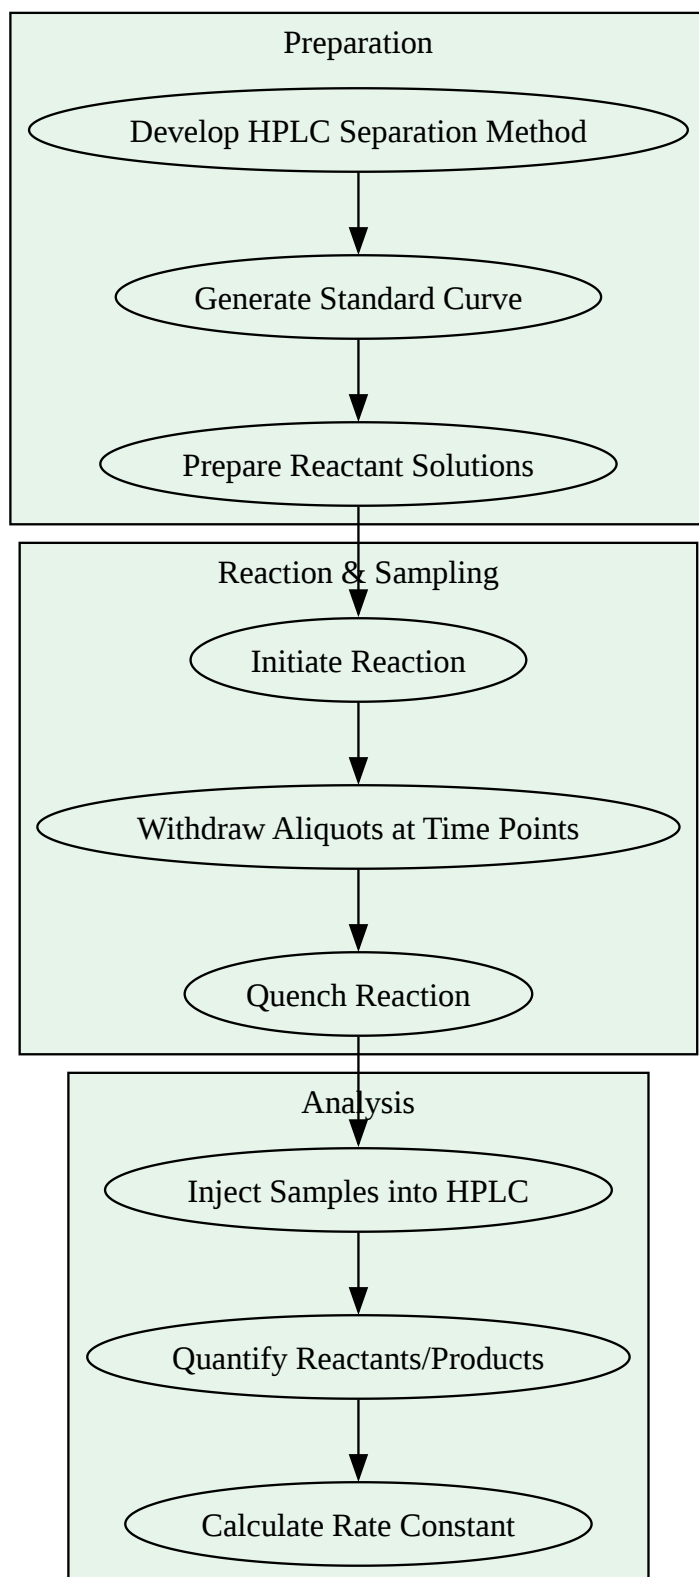 Preparation
Develop HPLC Separation Method
Generate Standard Curve
Prepare Reactant Solutions
Reaction & Sampling
Initiate Reaction
Withdraw Aliquots at Time Points
Quench Reaction
Analysis
Inject Samples into HPLC
Quantify Reactants/Products
Calculate Rate Constant